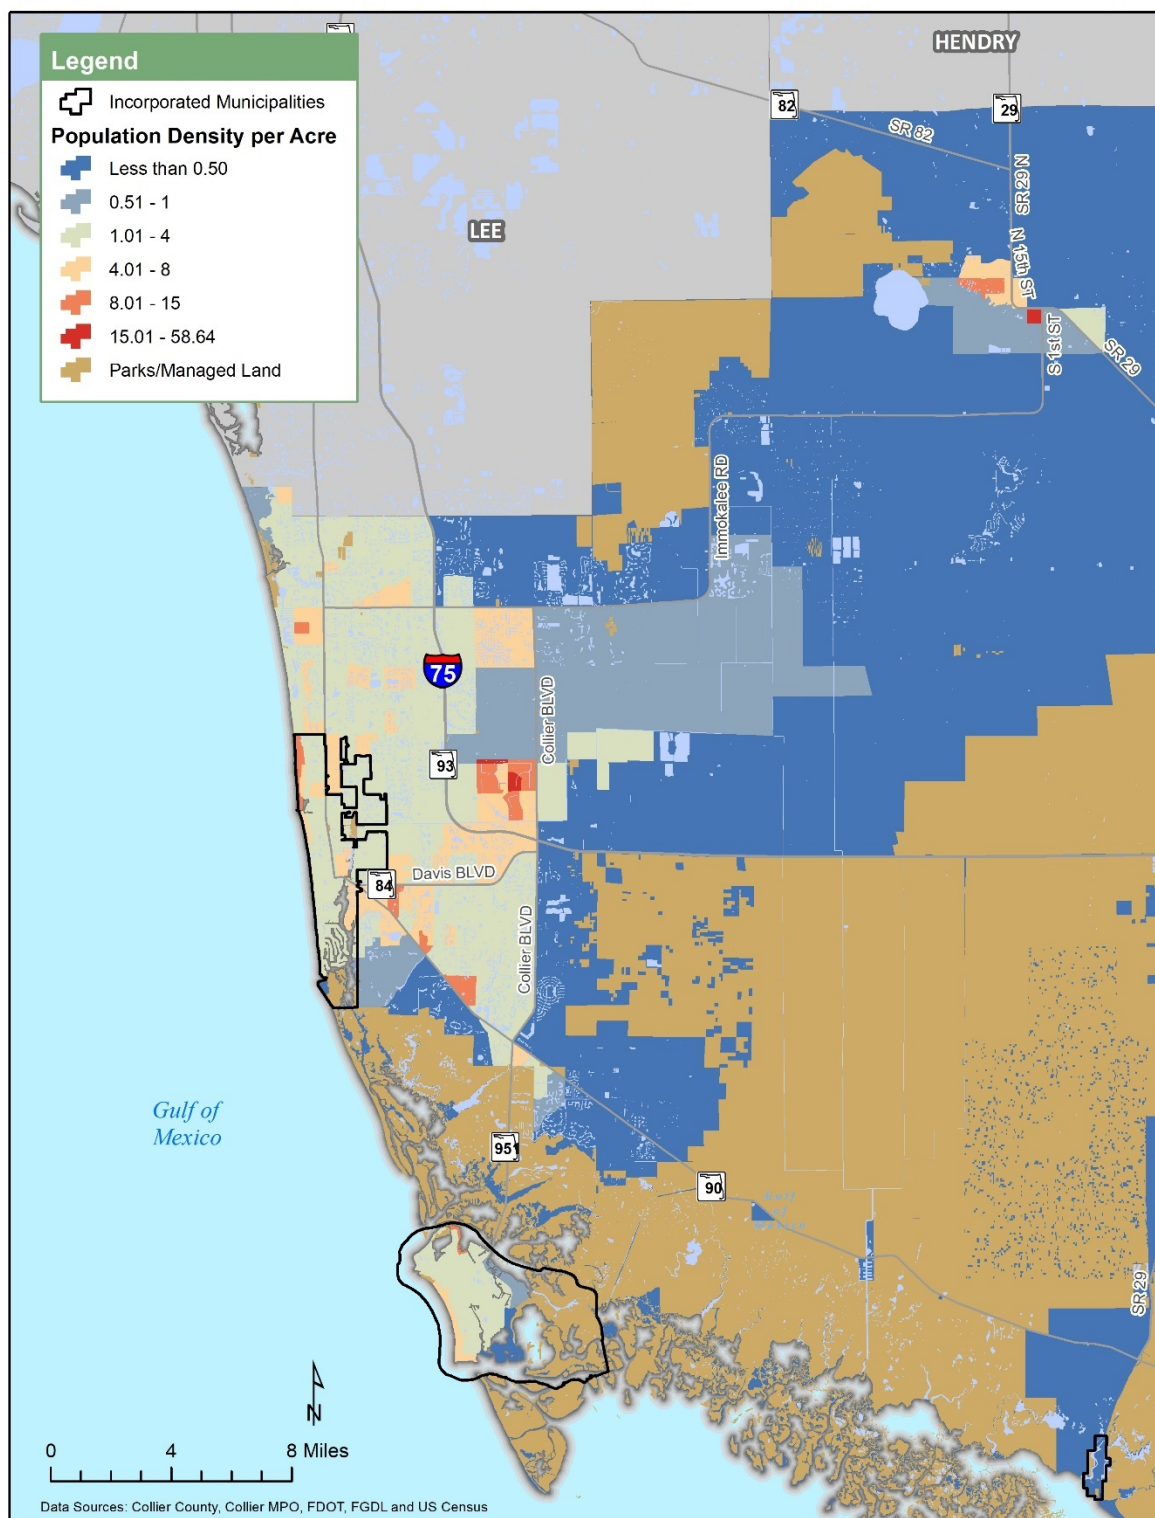 Legend
Incorporated Municipalities
Population Density per Acre
Less than 0.50
0.51 - 1
1.01 - 4
4.01 - 8
8.01 - 15
15.01 - 58.64
Parks/Managed Land
HENDRY
82
29
SR 82
SR 29 N
LEE
N 15th ST
S 1st ST
SR 29
Immokalee RD
75
Collier BLVD
93
Davis BLVD
84
Collier BLVD
Gulf of
Mexico
951
90
Gulf
of
Mexico
SR 29
N
0 4 8 Miles
Data Sources: Collier County, Collier MPO, FDOT, FGDL and US Census